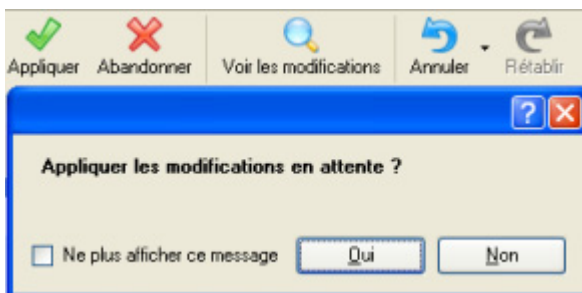 Appliquer Abandonner Voir les modifications Annuler Rétablir
Appliquer les modifications en attente ?
Ne plus afficher ce message Oui Non